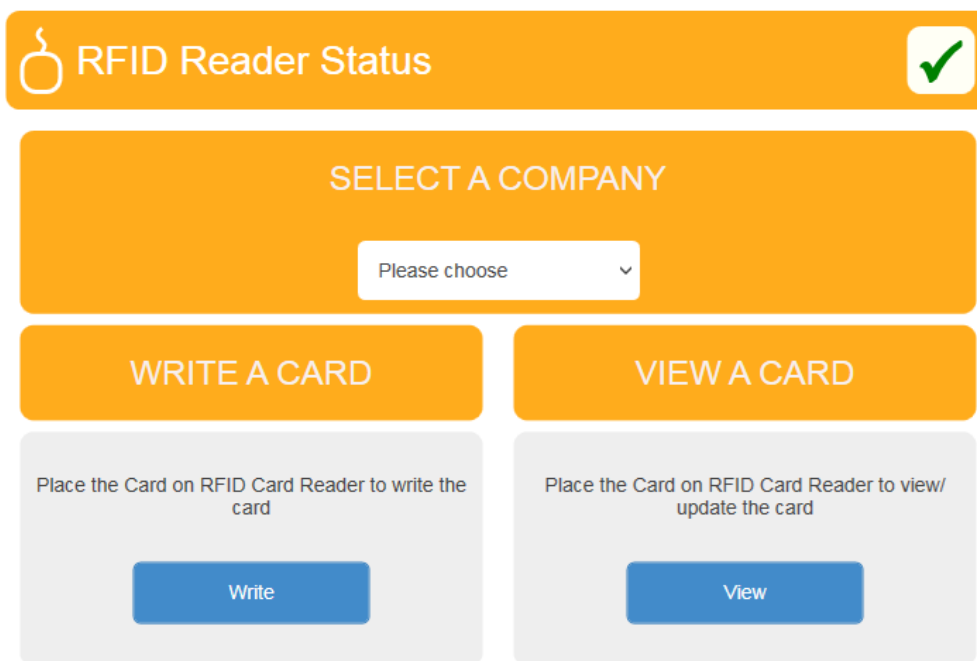 RFID Reader Status
SELECT A COMPANY
Please choose
WRITE A CARD
VIEW A CARD
Place the Card on RFID Card Reader to write the
card
Write
Place the Card on RFID Card Reader to view/
update the card
View